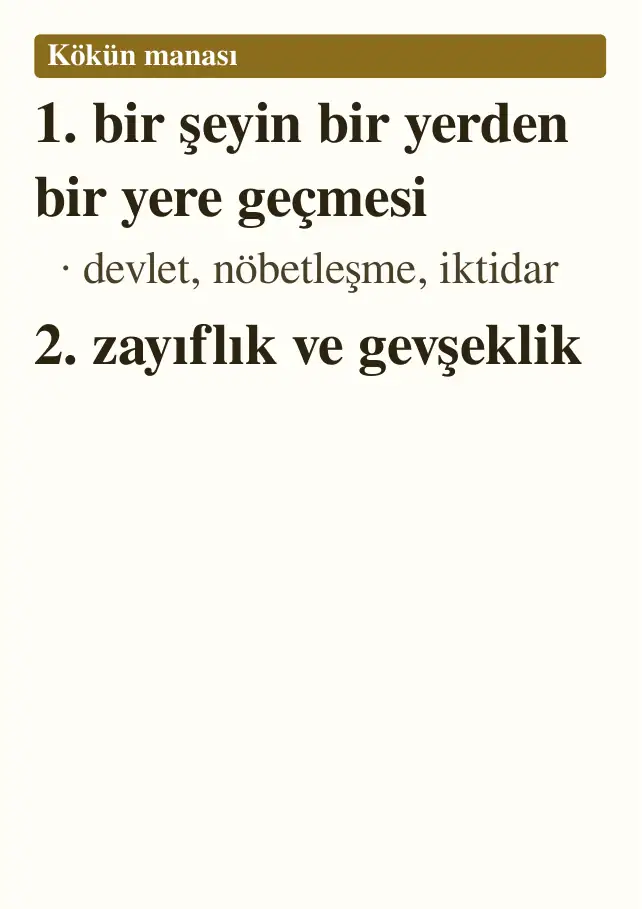 Kökün manası
1. bir şeyin bir yerden
bir yere geçmesi
· devlet, nöbetleşme, iktidar
2. zayıflık ve gevşeklik